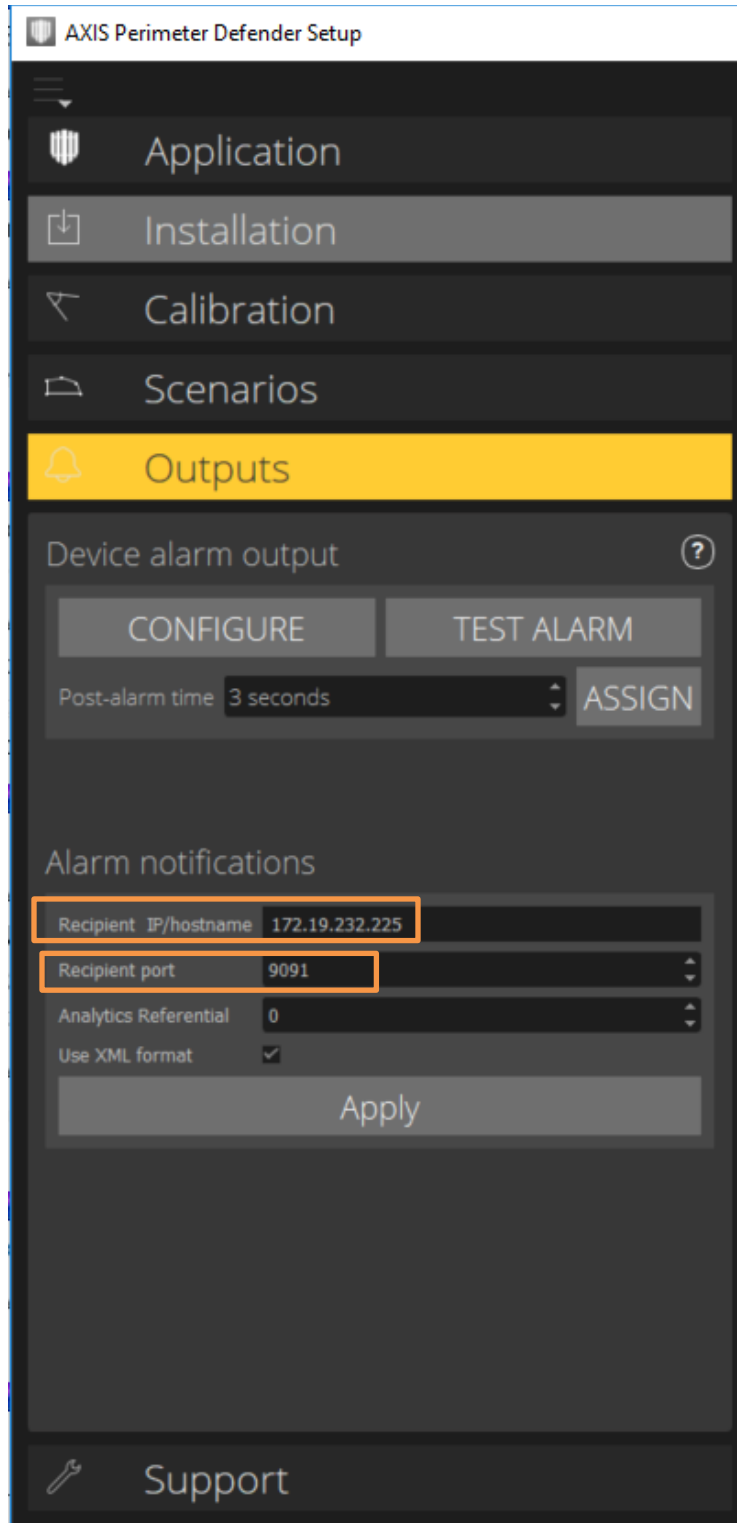 AXIS Perimeter Defender Setup
Application
Installation
Calibration
Scenarios
Outputs
Device alarm output ?
CONFIGURE TEST ALARM
Post-alarm time 3 seconds ASSIGN
Alarm notifications
Recipient IP/hostname 172.19.232.225
Recipient port 9091
Analytics Referential 0
Use XML format
Apply
Support